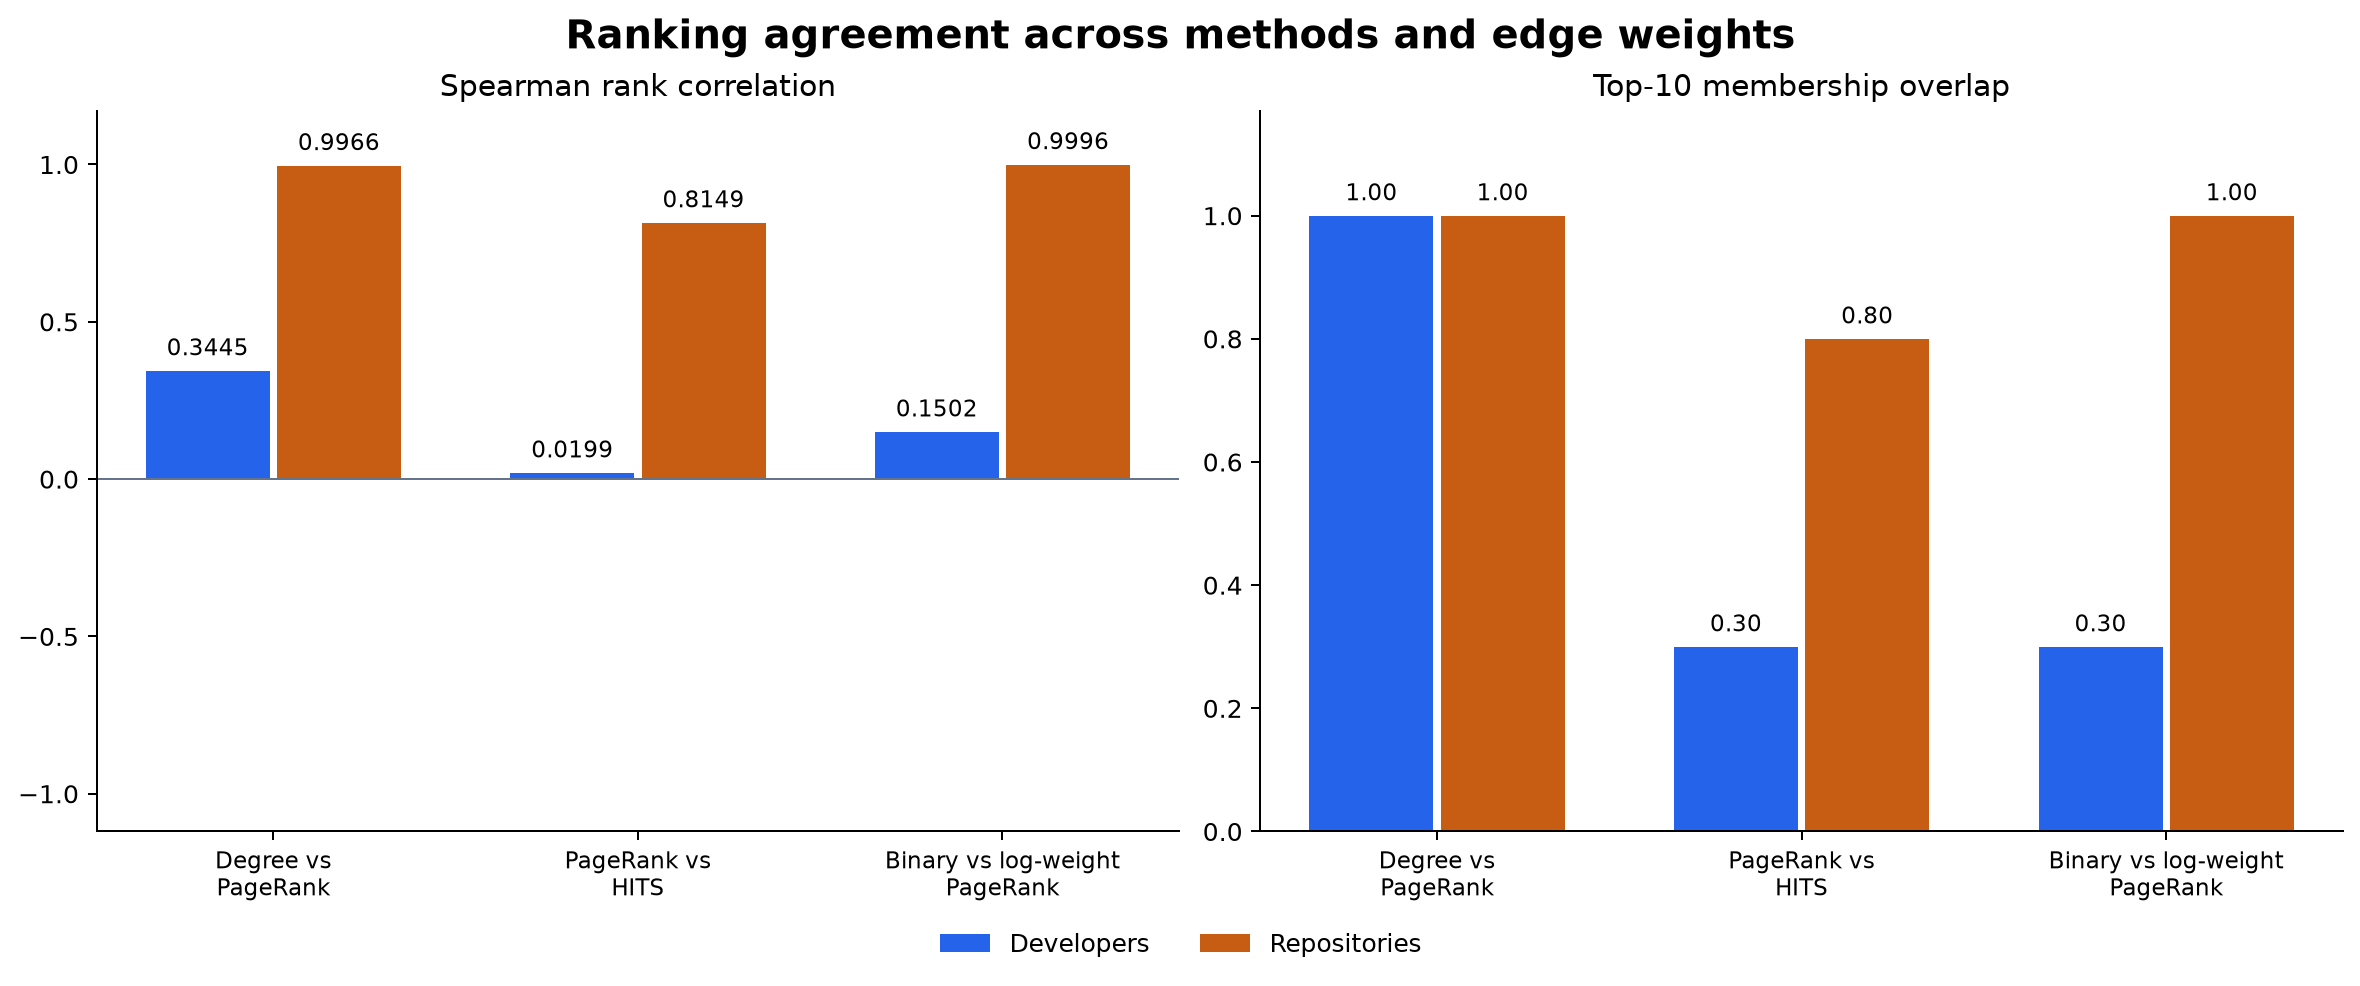 Ranking agreement across methods and edge weights
Spearman rank correlation
1.0
0.5
0.0
−0.5
−1.0
0.3445
0.9966
0.0199
0.8149
0.1502
0.9996
Degree vs
PageRank
PageRank vs
HITS
Binary vs log-weight
PageRank
Top-10 membership overlap
1.0
0.8
0.6
0.4
0.2
0.0
1.00
1.00
0.30
0.80
0.30
1.00
Degree vs
PageRank
PageRank vs
HITS
Binary vs log-weight
PageRank
Developers
Repositories